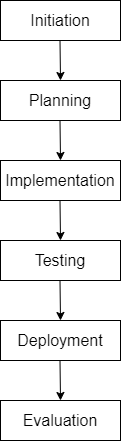 Initiation
Planning
Implementation
Testing
Deployment
Evaluation